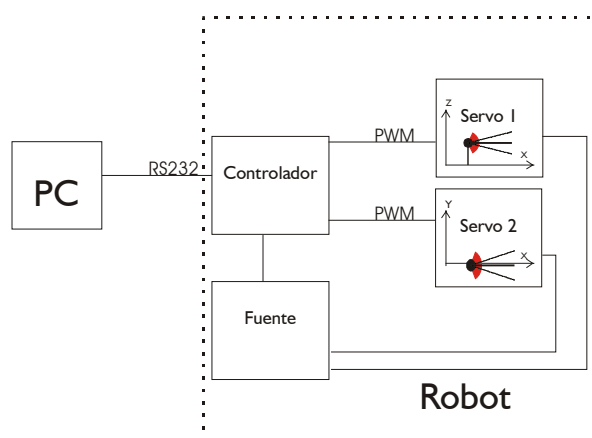 PC
RS232
Controlador
PWM
PWM
Z
Servo 1
X
Y
Servo 2
X
Fuente
Robot